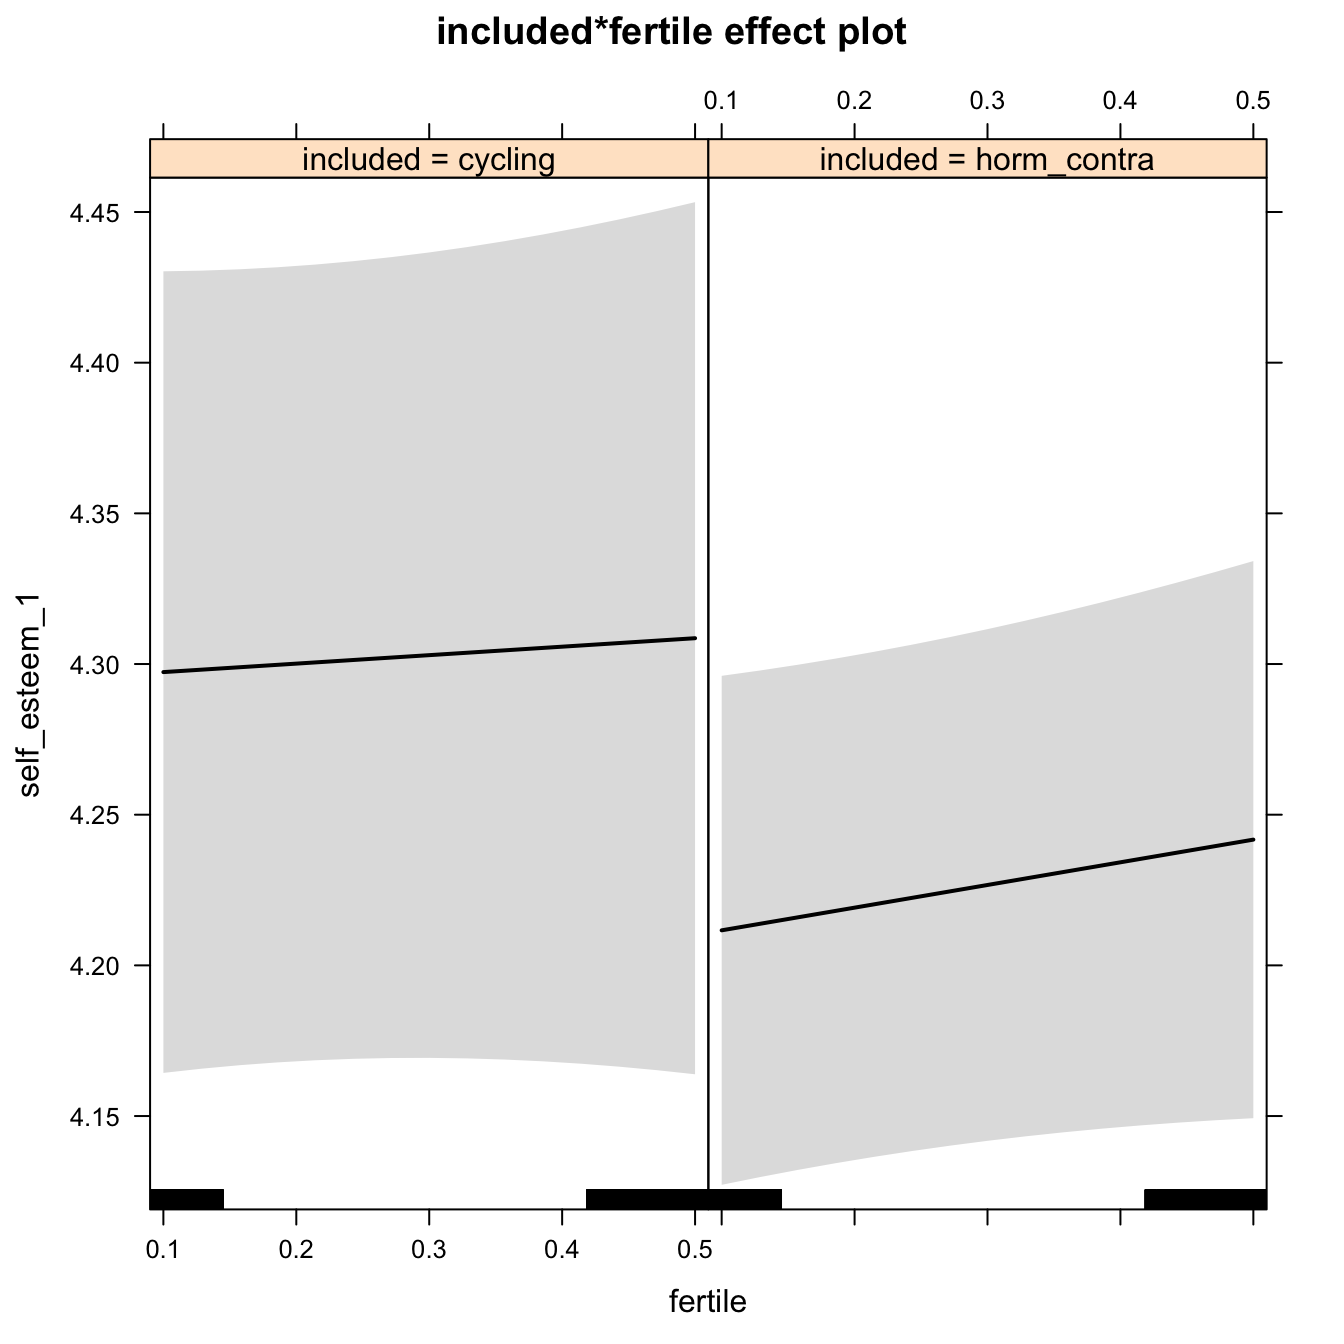 included*fertile effect plot
0.1 0.2 0.3 0.4 0.5
included = cycling
included = horm_contra
4.45
4.40
4.35
4.30
4.25
4.20
4.15
self_esteem_1
0.1 0.2 0.3 0.4 0.5
fertile